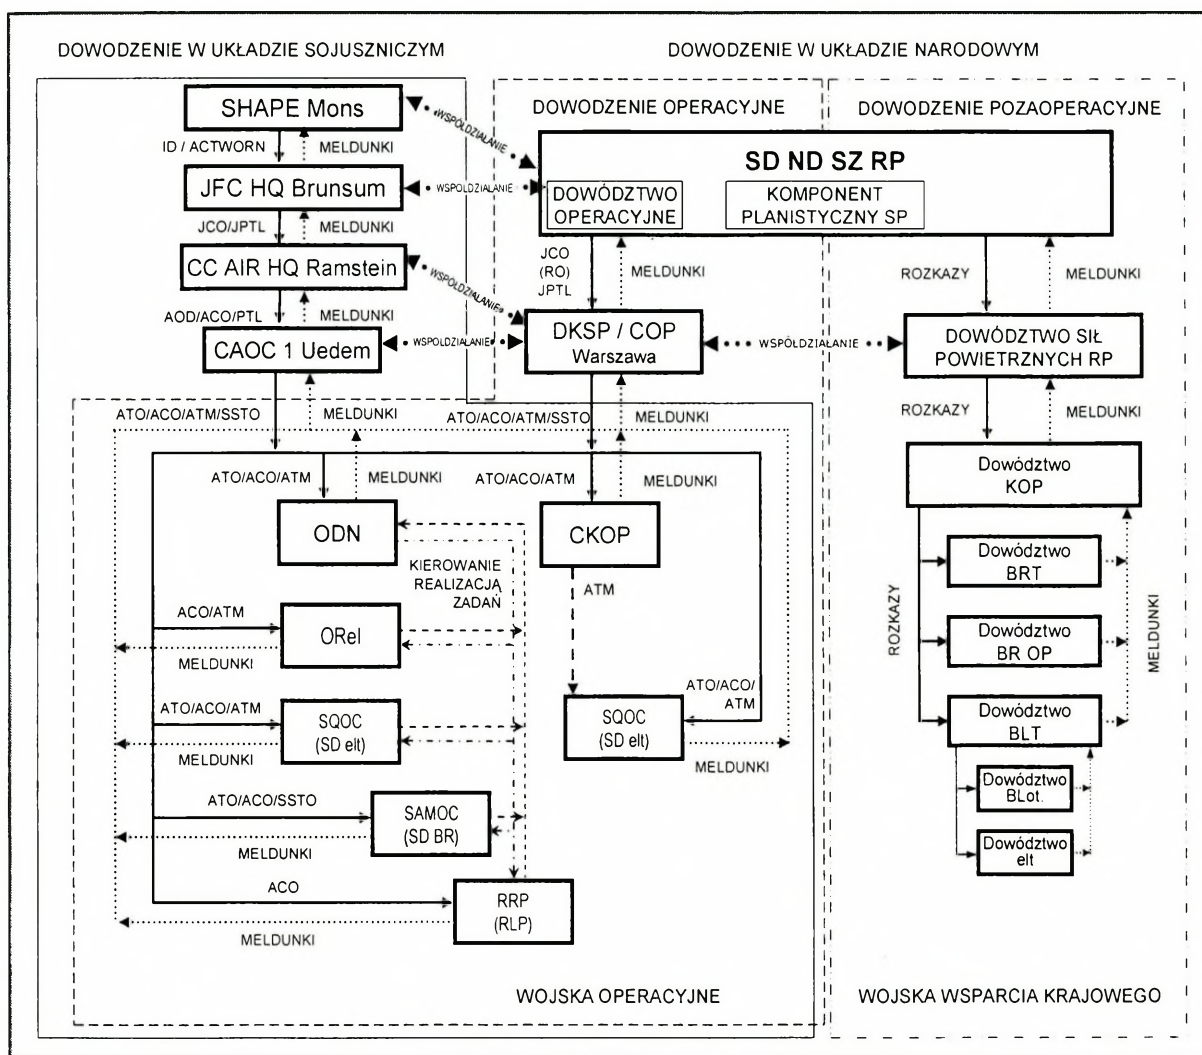 DOWODZENIE W UKŁADZIE SOJUSZNICZYM
DOWODZENIE W UKŁADZIE NARODOWYM
DOWODZENIE OPERACYJNE
DOWODZENIE POZAOPERACYJNE
SHAPE Mons
WSPÓŁDZIAŁANIE
ID / ACTWORN
MELDUNKI
SD ND SZ RP
DOWÓDZTWO
OPERACYJNE
KOMPONENT
PLANISTYCZNY SP
JFC HQ Brunsum
WSPÓŁDZIAŁANIE
JCO/JPTL
MELDUNKI
CC AIR HQ Ramstein
WSPÓŁDZIAŁANIE
JCO
(RO)
JPTL
MELDUNKI
ROZKAZY
MELDUNKI
AOD/ACO/PTL
MELDUNKI
CAOC 1 Uedem
WSPOŁDZIAŁANIE
DKSP / COP
Warszawa
WSPÓŁDZIAŁANIE
DOWÓDZTWO SIŁ
POWIETRZNYCH RP
ATO/ACO/ATM/SSTO
MELDUNKI
ATO/ACO/ATM/SSTO
MELDUNKI
ROZKAZY
MELDUNKI
ATO/ACO/ATM
MELDUNKI
ATO/ACO/ATM
MELDUNKI
Dowództwo
KOP
ODN
CKOP
KIEROWANIE
REALIZACJĄ
ZADAŃ
ATM
Dowództwo
BRT
ROZKAZY
MELDUNKI
ACO/ATM
ORel
MELDUNKI
Dowództwo
BR OP
ATO/ACO/ATM
SQOC
(SD elt)
MELDUNKI
ATO/ACO/
ATM
SQOC
(SD elt)
MELDUNKI
Dowództwo
BLT
Dowództwo
BLot.
Dowództwo
elt
ATO/ACO/SSTO
SAMOC
(SD BR)
MELDUNKI
ACO
RRP
(RLP)
MELDUNKI
WOJSKA OPERACYJNE
WOJSKA WSPARCIA KRAJOWEGO